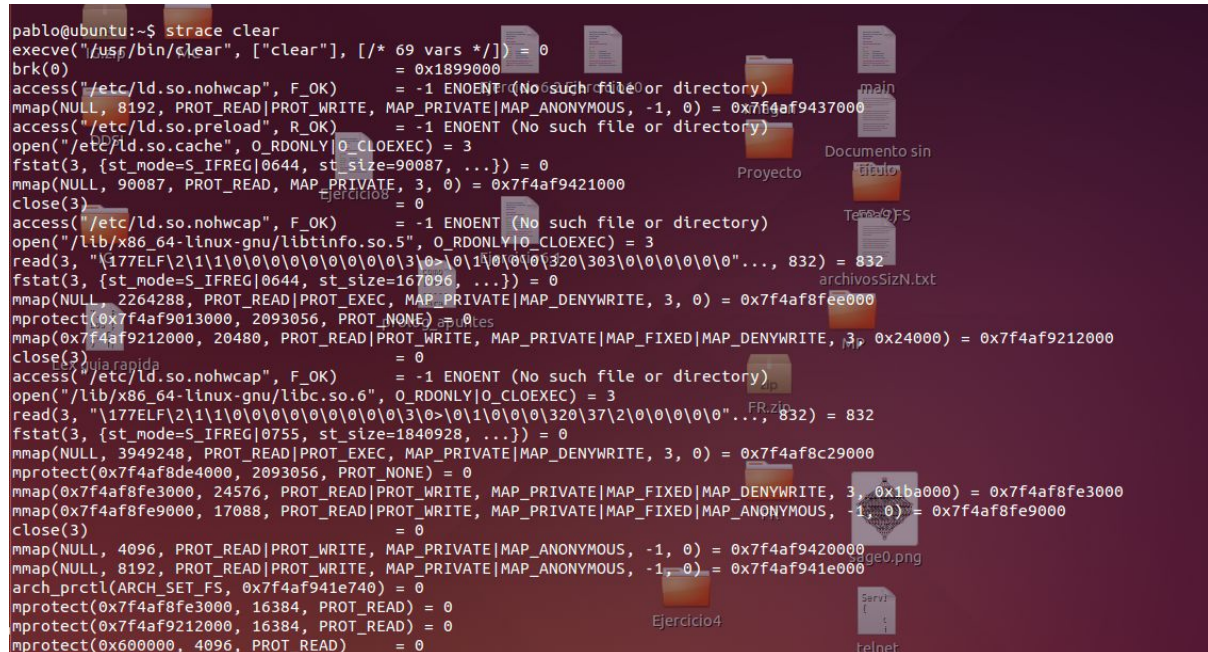 pablo@ubuntu:~$ strace clear
execve("/usr/bin/clear", ["clear"], [/* 69 vars */]) = 0
brk(0)                                  = 0x1899000
access("/etc/ld.so.nohwcap", F_OK)      = -1 ENOENT (No such file or directory)
mmap(NULL, 8192, PROT_READ|PROT_WRITE, MAP_PRIVATE|MAP_ANONYMOUS, -1, 0) = 0x7f4af9437000
access("/etc/ld.so.preload", R_OK)      = -1 ENOENT (No such file or directory)
open("/etc/ld.so.cache", O_RDONLY|O_CLOEXEC) = 3
fstat(3, {st_mode=S_IFREG|0644, st_size=90087, ...}) = 0
mmap(NULL, 90087, PROT_READ, MAP_PRIVATE, 3, 0) = 0x7f4af9421000
close(3)                                = 0
access("/etc/ld.so.nohwcap", F_OK)      = -1 ENOENT (No such file or directory)
open("/lib/x86_64-linux-gnu/libtinfo.so.5", O_RDONLY|O_CLOEXEC) = 3
read(3, "\177ELF\2\1\1\0\0\0\0\0\0\0\0\0\3\0>\0\1\0\0\0\320\303\0\0\0\0\0\0"..., 832) = 832
fstat(3, {st_mode=S_IFREG|0644, st_size=167096, ...}) = 0
mmap(NULL, 2264288, PROT_READ|PROT_EXEC, MAP_PRIVATE|MAP_DENYWRITE, 3, 0) = 0x7f4af8fee000
mprotect(0x7f4af9013000, 2093056, PROT_NONE) = 0
mmap(0x7f4af9212000, 20480, PROT_READ|PROT_WRITE, MAP_PRIVATE|MAP_FIXED|MAP_DENYWRITE, 3, 0x24000) = 0x7f4af9212000
close(3)                                = 0
access("/etc/ld.so.nohwcap", F_OK)      = -1 ENOENT (No such file or directory)
open("/lib/x86_64-linux-gnu/libc.so.6", O_RDONLY|O_CLOEXEC) = 3
read(3, "\177ELF\2\1\1\0\0\0\0\0\0\0\0\0\3\0>\0\1\0\0\0\320\37\2\0\0\0\0\0"..., 832) = 832
fstat(3, {st_mode=S_IFREG|0755, st_size=1840928, ...}) = 0
mmap(NULL, 3949248, PROT_READ|PROT_EXEC, MAP_PRIVATE|MAP_DENYWRITE, 3, 0) = 0x7f4af8c29000
mprotect(0x7f4af8de4000, 2093056, PROT_NONE) = 0
mmap(0x7f4af8fe3000, 24576, PROT_READ|PROT_WRITE, MAP_PRIVATE|MAP_FIXED|MAP_DENYWRITE, 3, 0x1ba000) = 0x7f4af8fe3000
mmap(0x7f4af8fe9000, 17088, PROT_READ|PROT_WRITE, MAP_PRIVATE|MAP_FIXED|MAP_ANONYMOUS, -1, 0) = 0x7f4af8fe9000
close(3)                                = 0
mmap(NULL, 4096, PROT_READ|PROT_WRITE, MAP_PRIVATE|MAP_ANONYMOUS, -1, 0) = 0x7f4af9420000
mmap(NULL, 8192, PROT_READ|PROT_WRITE, MAP_PRIVATE|MAP_ANONYMOUS, -1, 0) = 0x7f4af941e000
arch_prctl(ARCH_SET_FS, 0x7f4af941e740) = 0
mprotect(0x7f4af8fe3000, 16384, PROT_READ) = 0
mprotect(0x7f4af9212000, 16384, PROT_READ) = 0
mprotect(0x600000, 4096, PROT_READ)     = 0
main
Documento sin
título
Proyecto
Ejercicio8
archivosSizN.txt
prolog_apuntes
MP
Lex guia rapida
FR.zip
sage0.png
Ejercicio4
telnet